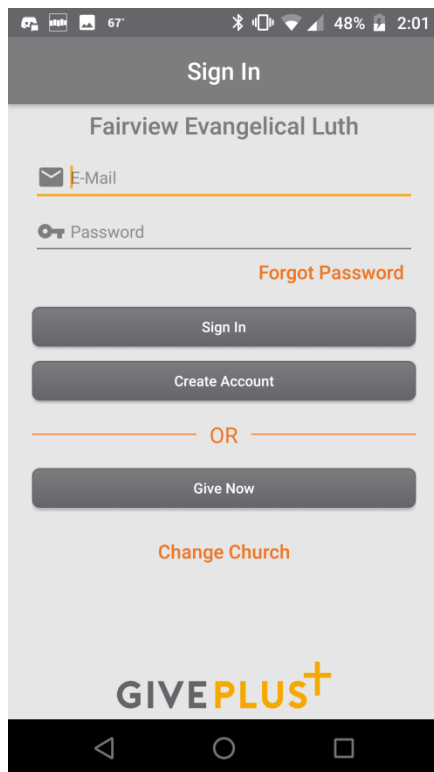 67° 48% 2:01
Sign In
Fairview Evangelical Luth
E-Mail
Password
Forgot Password
Sign In
Create Account
OR
Give Now
Change Church
GIVEPLUS+